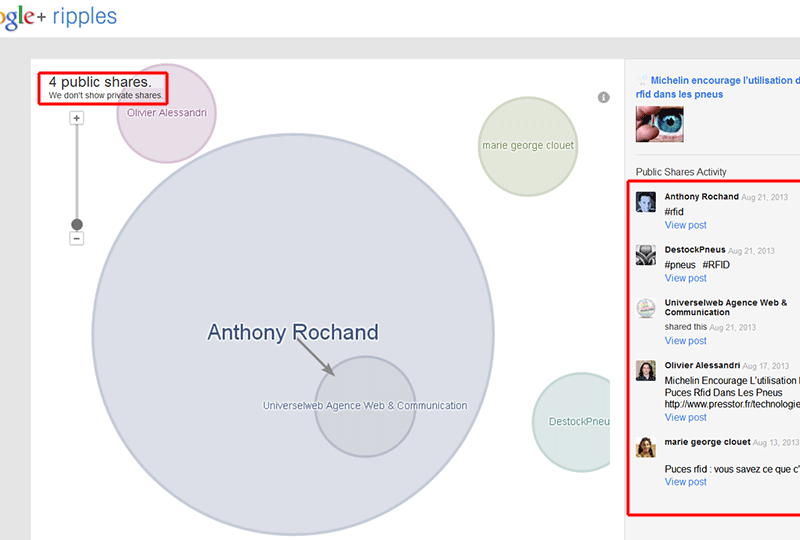 ogle+ ripples
4 public shares.
We don't show private shares.
Olivier Alessandri
marie george clouet
Anthony Rochand
Universelweb Agence Web & Communication
DestockPneu
Michelin encourage l'utilisation d
rfid dans les pneus
Public Shares Activity
Anthony Rochand Aug 21, 2013
#rfid
View post
DestockPneus Aug 21, 2013
#pneus #RFID
View post
Universelweb Agence Web &
Communication
shared this Aug 21, 2013
View post
Olivier Alessandri Aug 17, 2013
Michelin Encourage L'utilisation
Puces Rfid Dans Les Pneus
http://www.presstor.fr/technologie
View post
marie george clouet Aug 13, 2013
Puces rfid : vous savez ce que c'
View post